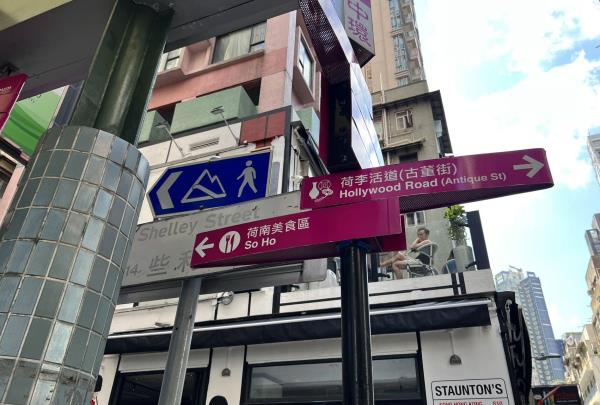 中環
荷李活道(古董街)
Hollywood Road (Antique St)
荷南美食區
So Ho
Shelley Street
些利
STAUNTON'S